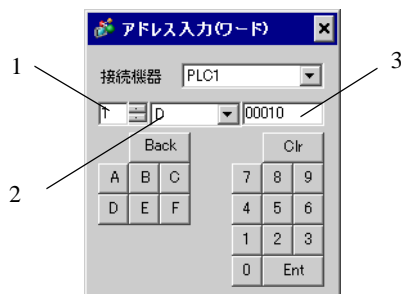 アドレス入力(ワード)
1
接続機器 PLC1
3
1 D 00010
Back Clr
A B C 7 8 9
2
D E F 4 5 6
1 2 3
0 Ent